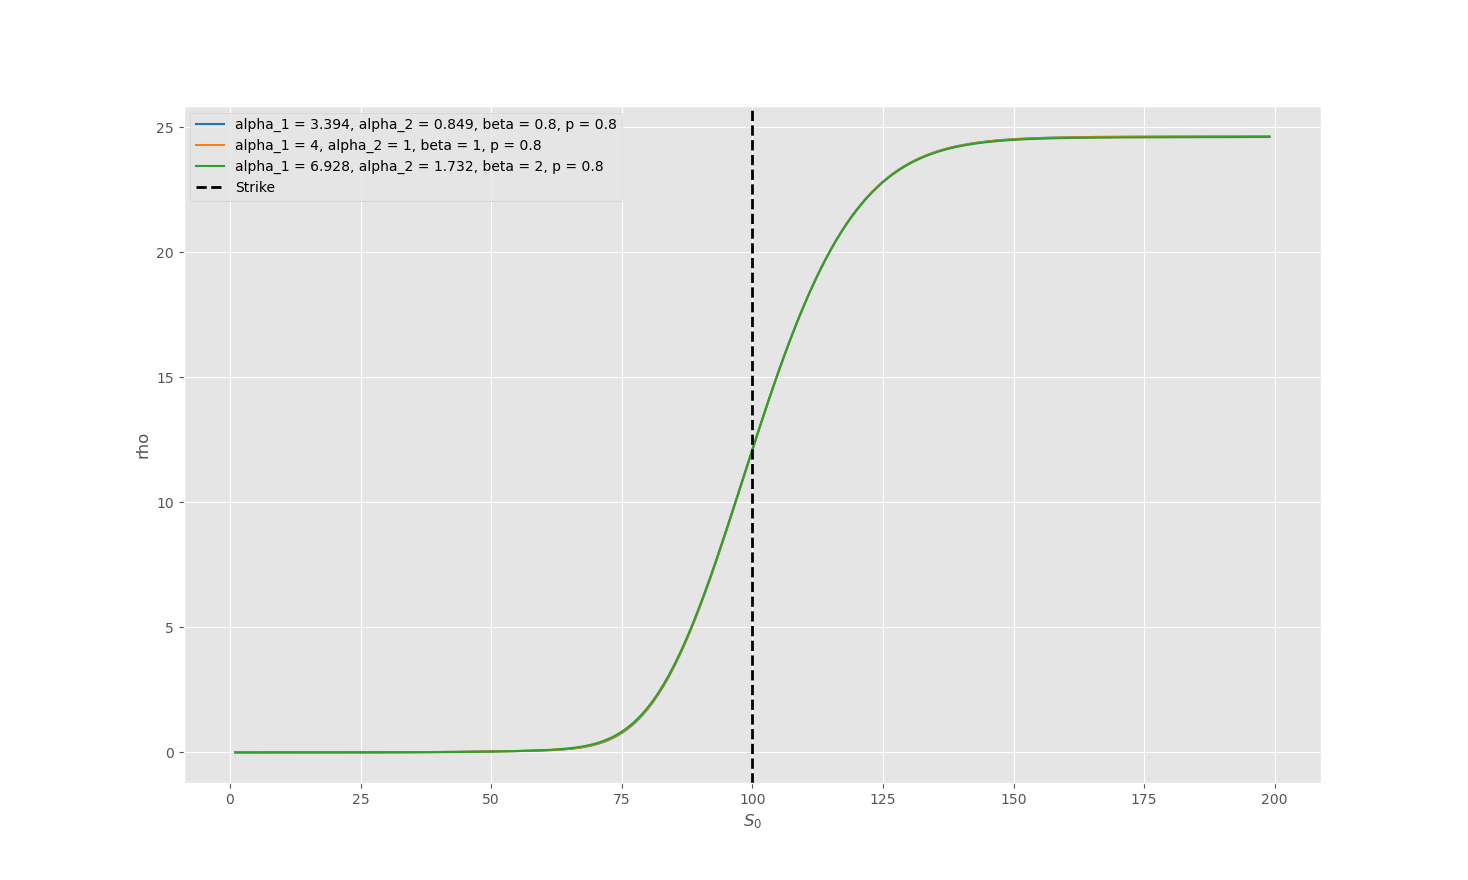 alpha_1 = 3.394, alpha_2 = 0.849, beta = 0.8, p = 0.8
alpha_1 = 4, alpha_2 = 1, beta = 1, p = 0.8
alpha_1 = 6.928, alpha_2 = 1.732, beta = 2, p = 0.8
Strike
25
20
15
10
5
0
rho
0 25 50 75 100 125 150 175 200
S_0